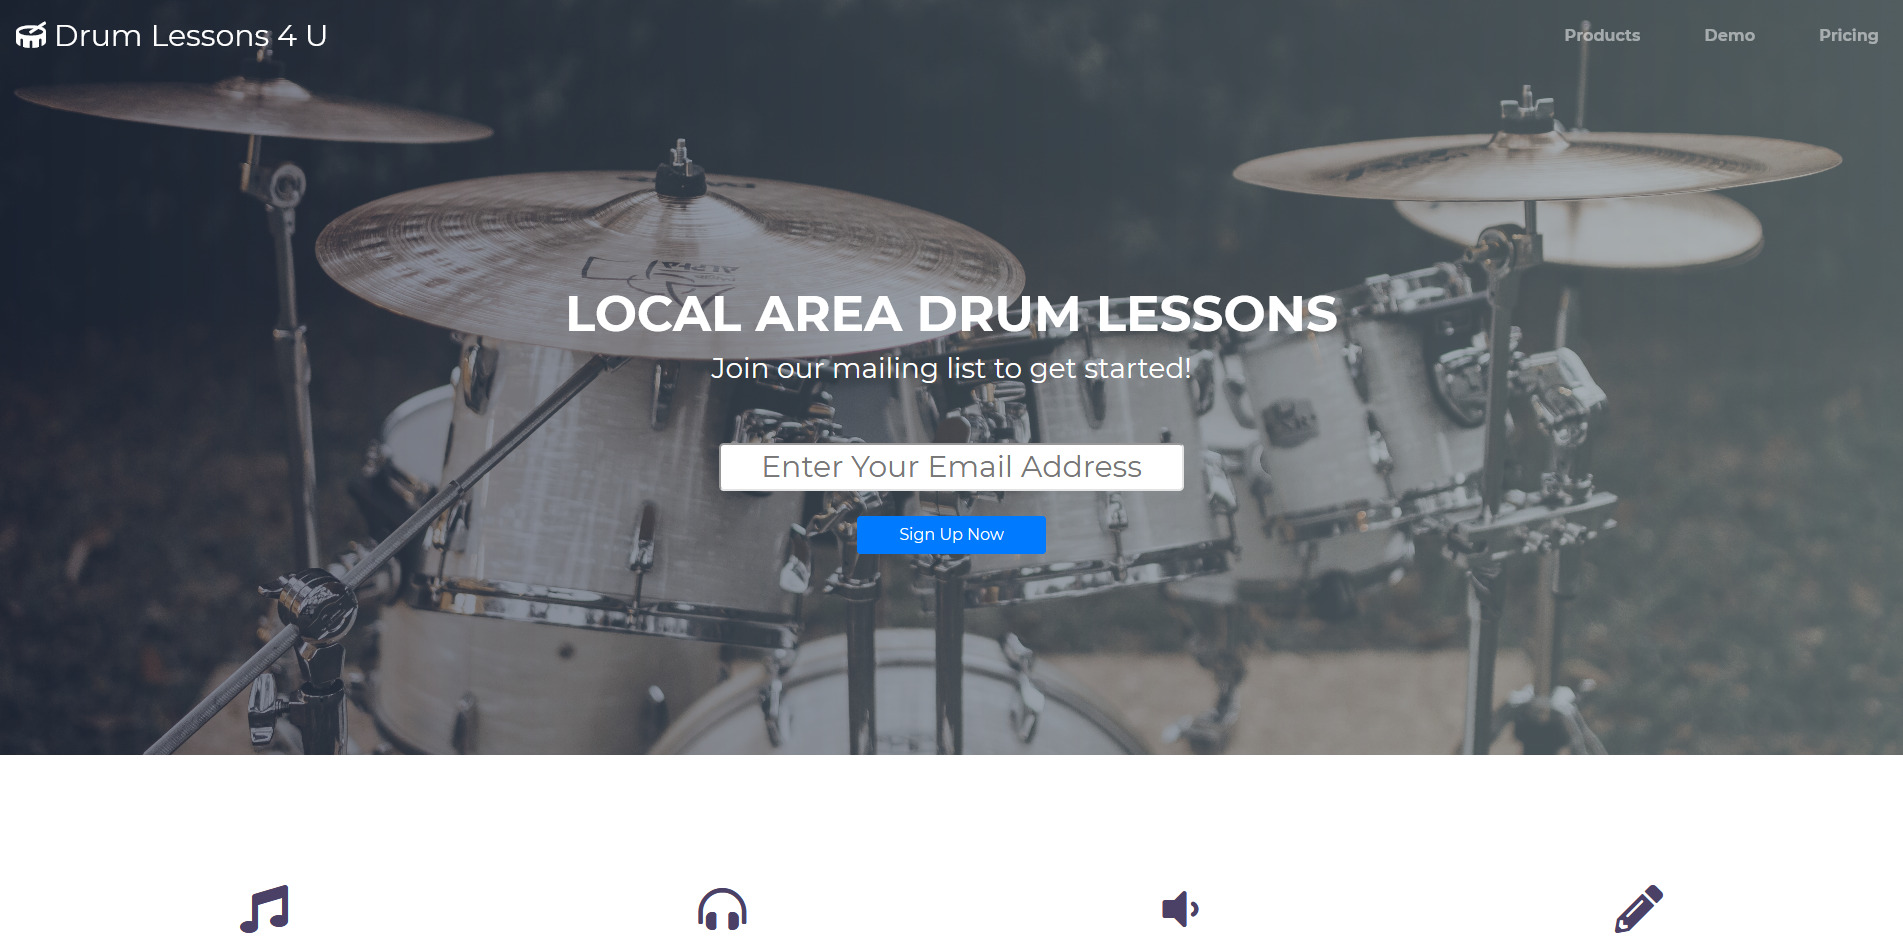 Drum Lessons 4 U
Products
Demo
Pricing
LOCAL AREA DRUM LESSONS
Join our mailing list to get started!
Enter Your Email Address
Sign Up Now